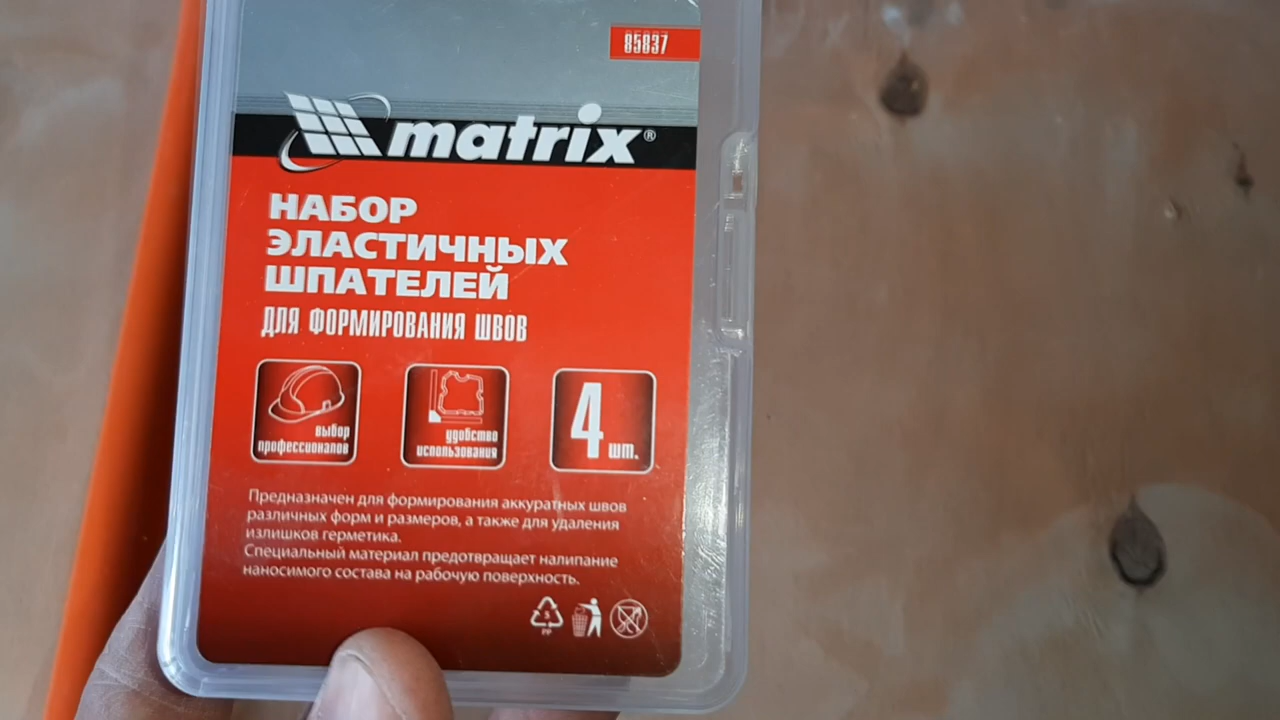 85837
matrix®
НАБОР
ЭЛАСТИЧНЫХ
ШПАТЕЛЕЙ
ДЛЯ ФОРМИРОВАНИЯ ШВОВ
выбор
профессионалов
удобство
использования
4 шт.
Предназначен для формирования аккуратных швов
различных форм и размеров, а также для удаления
излишков герметика.
Специальный материал предотвращает налипание
наносимого состава на рабочую поверхность.
5
PP